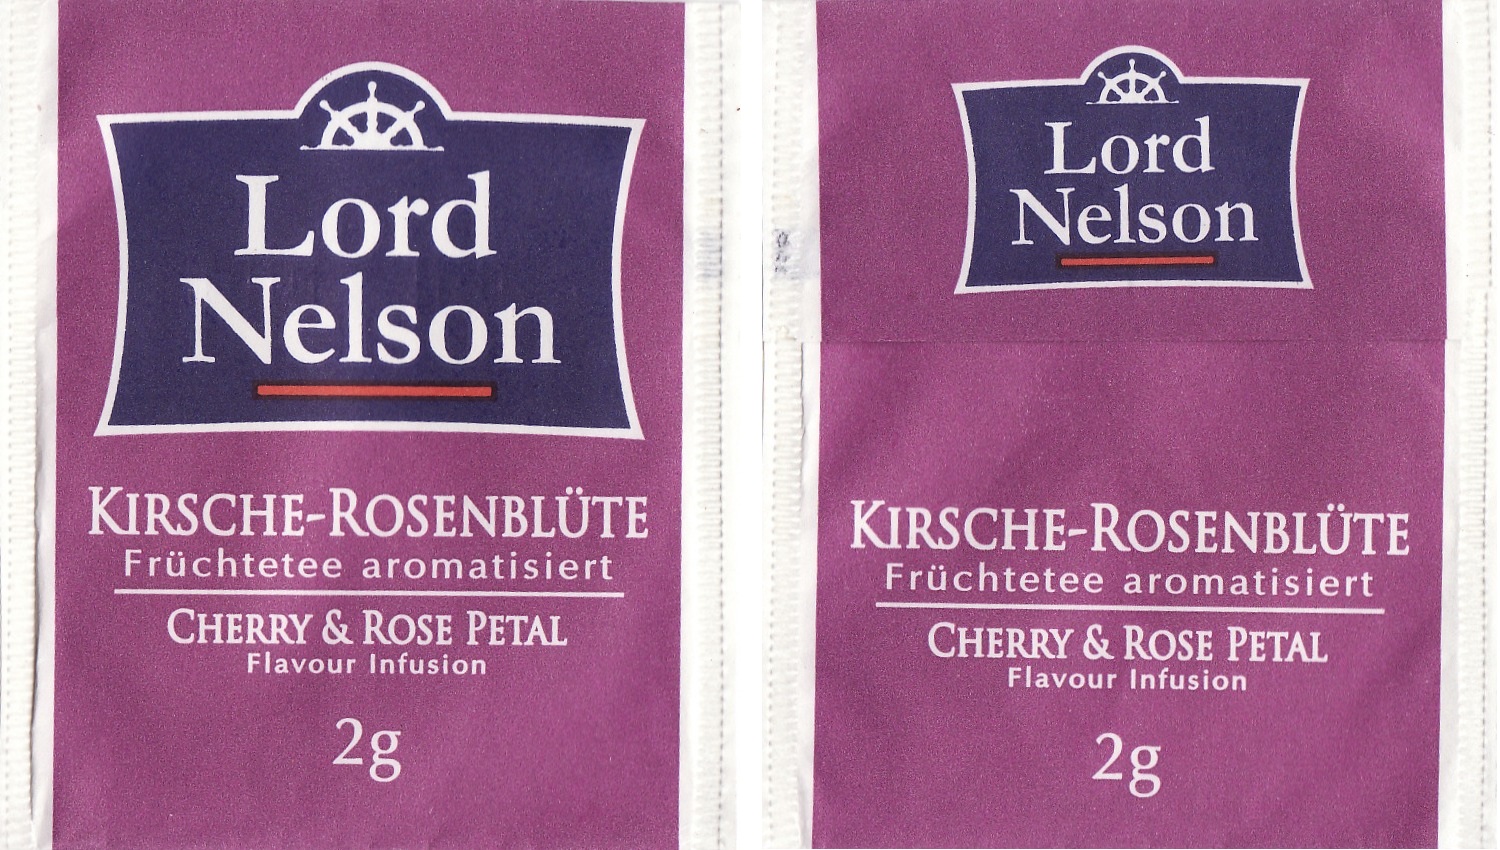 Lord
Nelson
KIRSCHE-ROSENBLÜTE
Früchtetee aromatisiert
CHERRY & ROSE PETAL
Flavour Infusion
2g
Lord
Nelson
KIRSCHE-ROSENBLÜTE
Früchtetee aromatisiert
CHERRY & ROSE PETAL
Flavour Infusion
2g